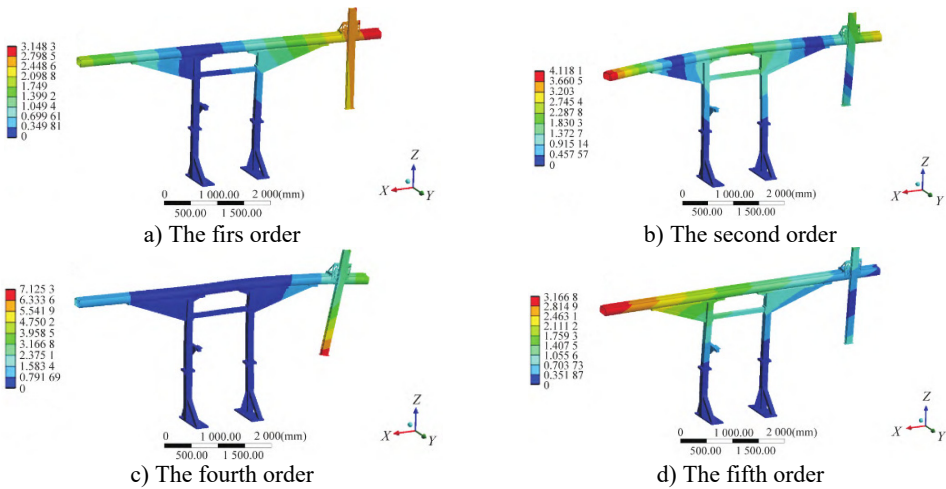 3.148 3
2.798 5
2.448 6
2.098 8
1.749
1.399 2
1.049 4
0.699 61
0.349 81
0
0 1 000.00 2 000(mm)
500.00 1 500.00
Z
X
Y
a) The firs order
4.118 1
3.660 5
3.203
2.745 4
2.287 8
1.830 3
1.372 7
0.915 14
0.457 57
0
0 1 000.00 2 000(mm)
500.00 1 500.00
Z
X
Y
b) The second order
7.125 3
6.333 6
5.541 9
4.750 2
3.958 5
3.166 8
2.375 1
1.583 4
0.791 69
0
0 1 000.00 2 000(mm)
500.00 1 500.00
Z
X
Y
c) The fourth order
3.166 8
2.814 9
2.463 1
2.111 2
1.759 3
1.407 5
1.055 6
0.703 73
0.351 87
0
0 1 000.00 2 000(mm)
500.00 1 500.00
Z
X
Y
d) The fifth order